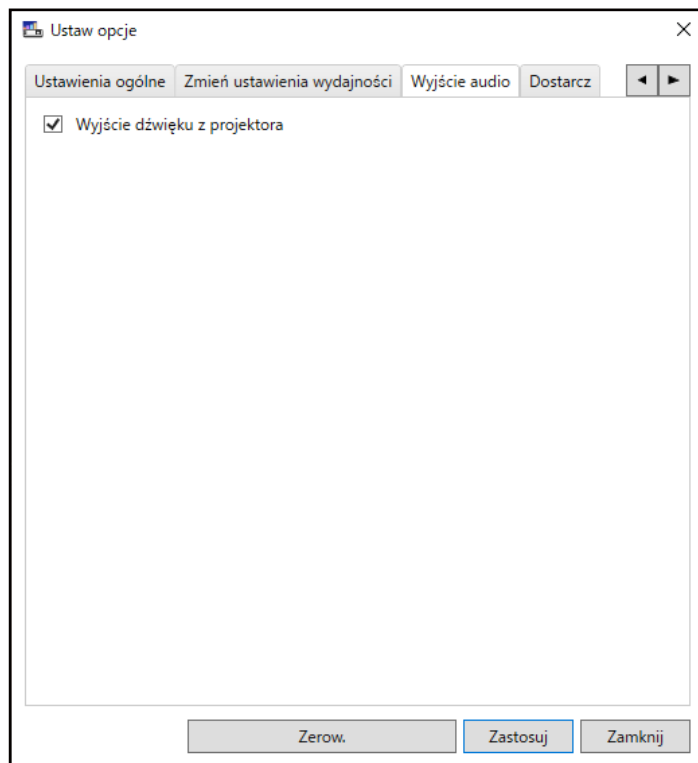 Ustaw opcje
Ustawienia ogólne Zmień ustawienia wydajności Wyjście audio Dostarcz
Wyjście dźwięku z projektora
Zerow. Zastosuj Zamknij